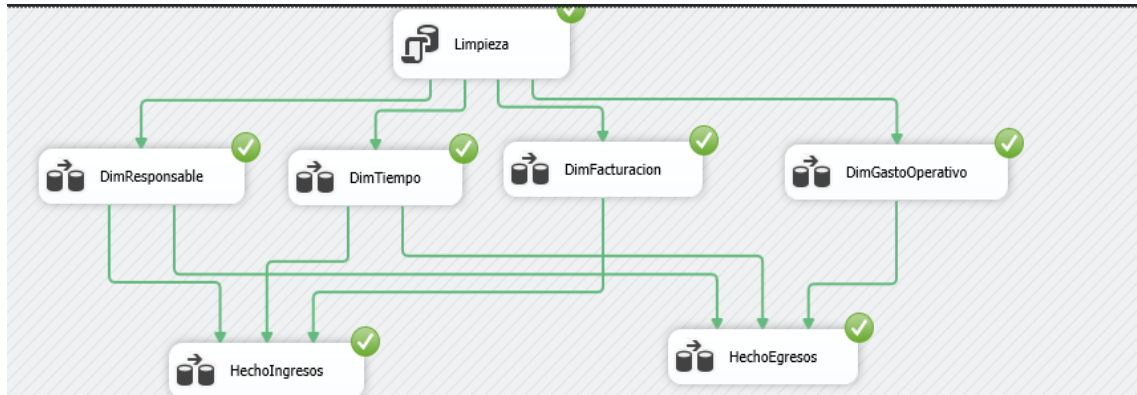 Limpieza
DimResponsable
DimTiempo
DimFacturacion
DimGastoOperativo
HechoIngresos
HechoEgresos